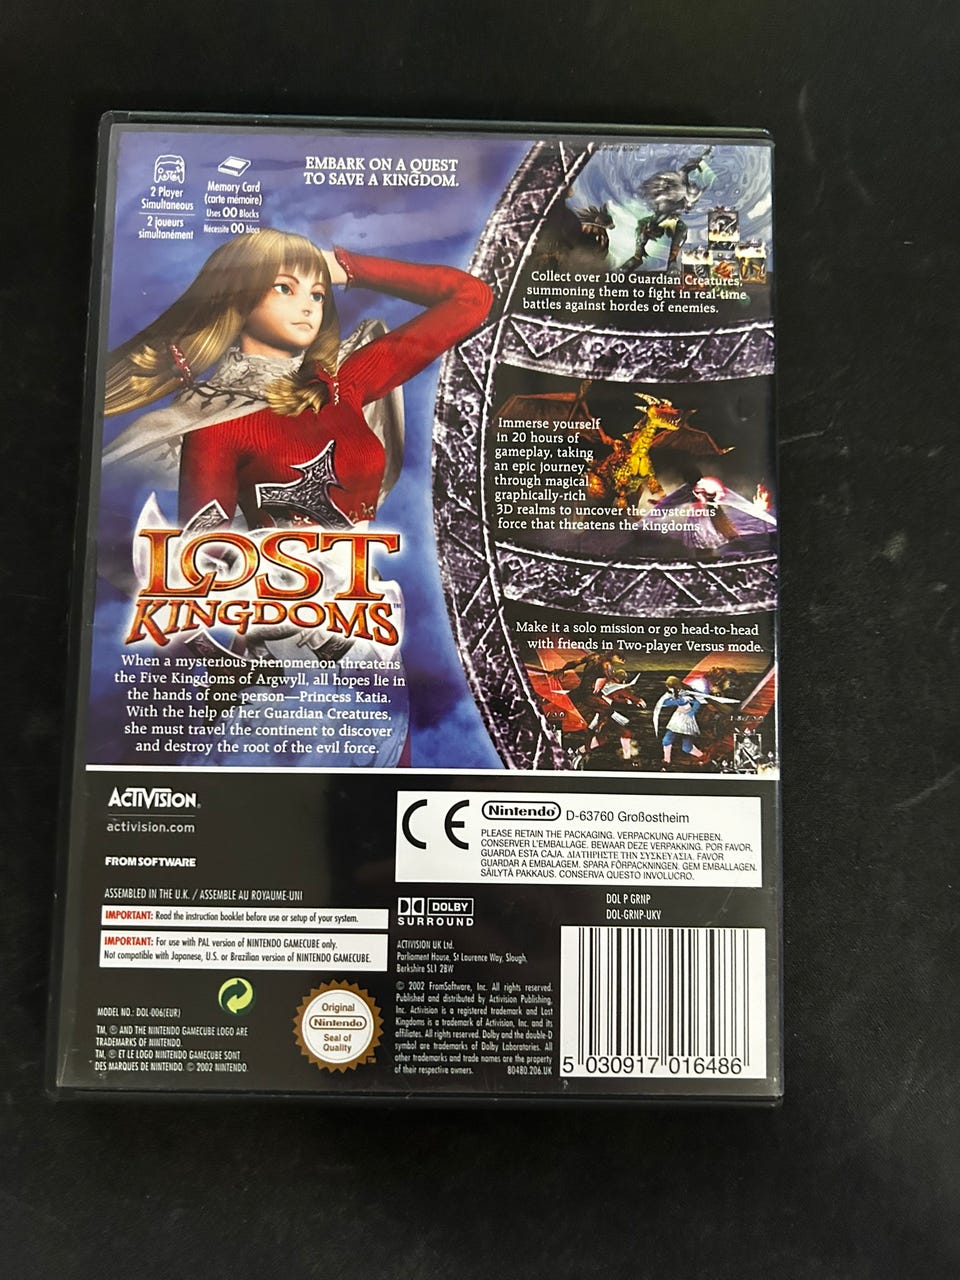 2 Player
Simultaneous
2 joueurs
simultanément
Memory Card
(carte mémoire)
Uses 00 Blocks
Nécessite 00 blocs
EMBARK ON A QUEST
TO SAVE A KINGDOM.
Collect over 100 Guardian Creatures,
summoning them to fight in real-time
battles against hordes of enemies.
Immerse yourself
in 20 hours of
gameplay, taking
an epic journey
through magical,
graphically-rich
3D realms to uncover the mysterious
force that threatens the kingdoms.
Make it a solo mission or go head-to-head
with friends in Two-player Versus mode.
LOST
KINGDOMS™
When a mysterious phenomenon threatens
the Five Kingdoms of Argwyll, all hopes lie in
the hands of one person—Princess Katia.
With the help of her Guardian Creatures,
she must travel the continent to discover
and destroy the root of the evil force.
ACTIVISION®
activision.com
FROMSOFTWARE
ASSEMBLED IN THE U.K. / ASSEMBLE AU ROYAUME-UNI
IMPORTANT: Read the instruction booklet before use or setup of your system.
IMPORTANT: For use with PAL version of NINTENDO GAMECUBE only.
Not compatible with Japanese, U.S. or Brazilian version of NINTENDO GAMECUBE.
MODEL NO.: DOL-006(EUR)
TM, ® AND THE NINTENDO GAMECUBE LOGO ARE
TRADEMARKS OF NINTENDO.
TM, ® ET LE LOGO NINTENDO GAMECUBE SONT
DES MARQUES DE NINTENDO. © 2002 NINTENDO.
Original
Nintendo
Seal of
Quality
TM
CE
Nintendo® D-63760 Großostheim
PLEASE RETAIN THE PACKAGING. VERPACKUNG AUFHEBEN.
CONSERVER L'EMBALLAGE. BEWAAR DEZE VERPAKKING. POR FAVOR,
GUARDA ESTA CAJA. ΔΙΑΤΗΡΗΣΤΕ ΤΗΝ ΣΥΣΚΕΥΑΣΙΑ. FAVOR
GUARDAR A EMBALAGEM. SPARA FÖRPACKNINGEN. GEM EMBALLAGEN.
SÄILYTÄ PAKKAUS. CONSERVA QUESTO INVOLUCRO.
DOLBY
SURROUND
DOL P GRNP
DOL-GRNP-UKV
ACTIVISION UK Ltd.
Parliament House, St Laurence Way, Slough,
Berkshire SL1 2BW
© 2002 FromSoftware, Inc. All rights reserved.
Published and distributed by Activision Publishing,
Inc. Activision is a registered trademark and Lost
Kingdoms is a trademark of Activision, Inc. and its
affiliates. All rights reserved. Dolby and the double-D
symbol are trademarks of Dolby Laboratories. All
other trademarks and trade names are the property
of their respective owners. 80480.206.UK
5 030917 016486